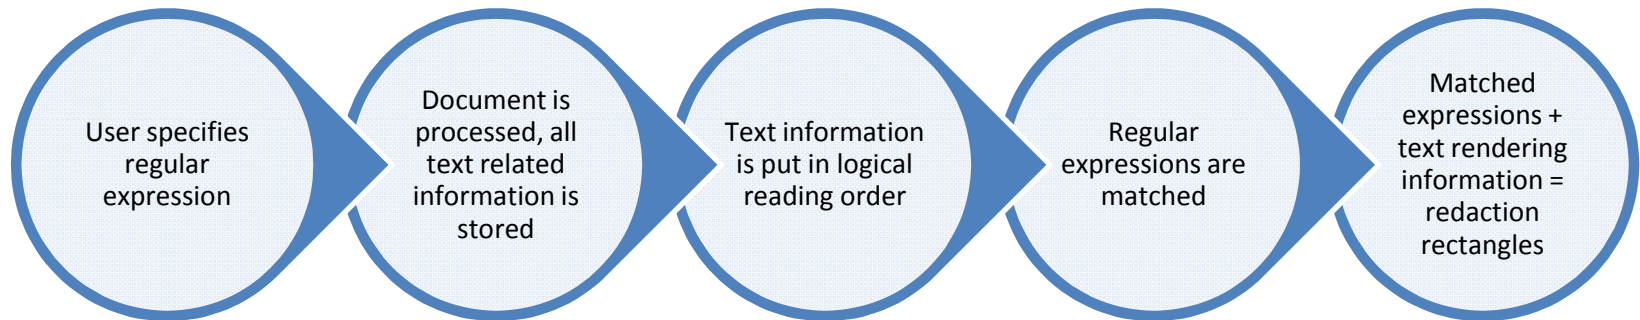 User specifies
regular
expression
Document is
processed, all
text related
information is
stored
Text information
is put in logical
reading order
Regular
expressions are
matched
Matched
expressions +
text rendering
information =
redaction
rectangles